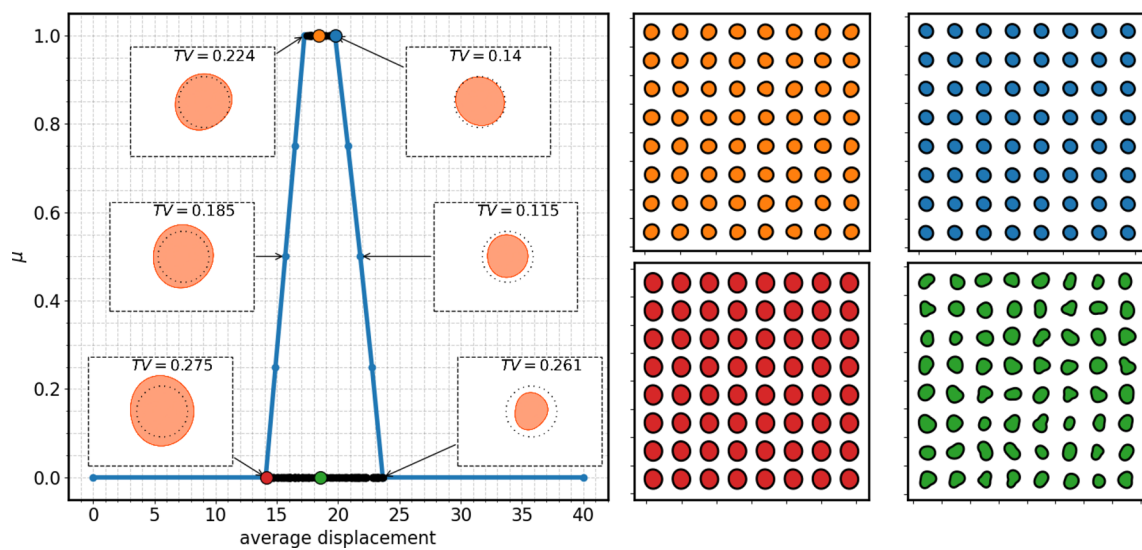 1.0
TV = 0.224
TV = 0.14
0.8
0.6
TV = 0.185
TV = 0.115
μ
0.4
TV = 0.275
TV = 0.261
0.2
0.0
0 5 10 15 20 25 30 35 40
average displacement